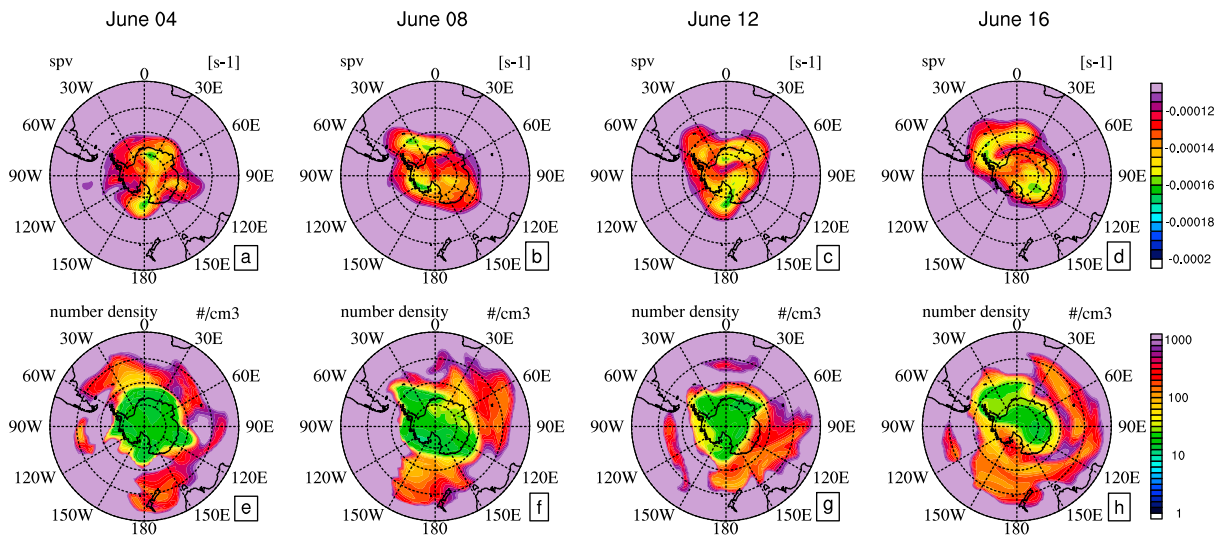 June 04 June 08 June 12 June 16
spv [s-1] spv [s-1] spv [s-1] spv [s-1]
0 0 0 0
30W 30E 30W 30E 30W 30E 30W 30E
60W 60E 60W 60E 60W 60E 60W 60E
-0.00012
-0.00014
90W 90E 90W 90E 90W 90E 90W 90E
-0.00016
-0.00018
120W 120E 120W 120E 120W 120E 120W 120E
-0.0002
150W 150E a 150W 150E b 150W 150E c 150W 150E d
180 180 180 180
number density #/cm3 number density #/cm3 number density #/cm3 number density #/cm3
0 0 0 0
30W 30E 30W 30E 30W 30E 30W 30E
1000
60W 60E 60W 60E 60W 60E 60W 60E
100
90W 90E 90W 90E 90W 90E 90W 90E
10
120W 120E 120W 120E 120W 120E 120W 120E
1
150W 150E e 150W 150E f 150W 150E g 150W 150E h
180 180 180 180